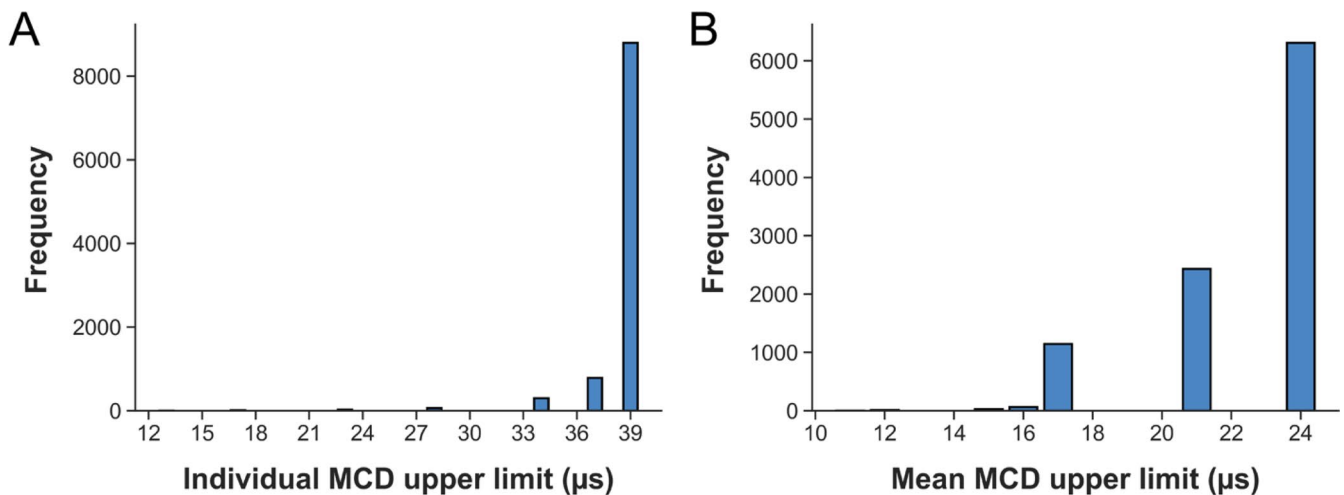 A
Frequency
8000
6000
4000
2000
0
12 15 18 21 24 27 30 33 36 39
Individual MCD upper limit (µs)
B
Frequency
6000
5000
4000
3000
2000
1000
0
10 12 14 16 18 20 22 24
Mean MCD upper limit (µs)